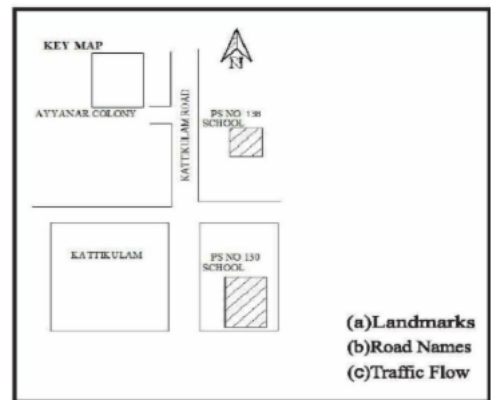 KEY MAP
N
AYYANAR COLONY
KATTIKULAM ROAD
PS NO 130
SCHOOL
KATTIKULAM
PS NO 130
SCHOOL
(a)Landmarks
(b)Road Names
(c)Traffic Flow